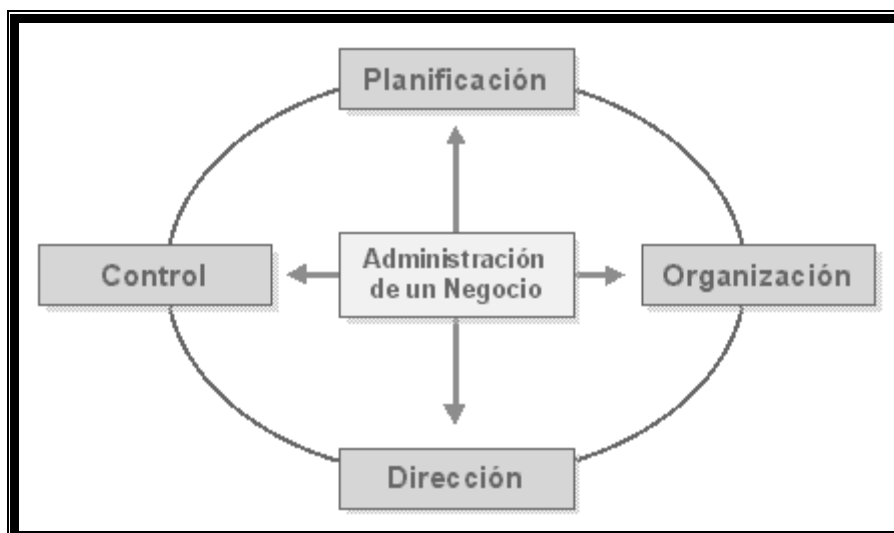 Planificación
Control
Administración
de un Negocio
Organización
Dirección